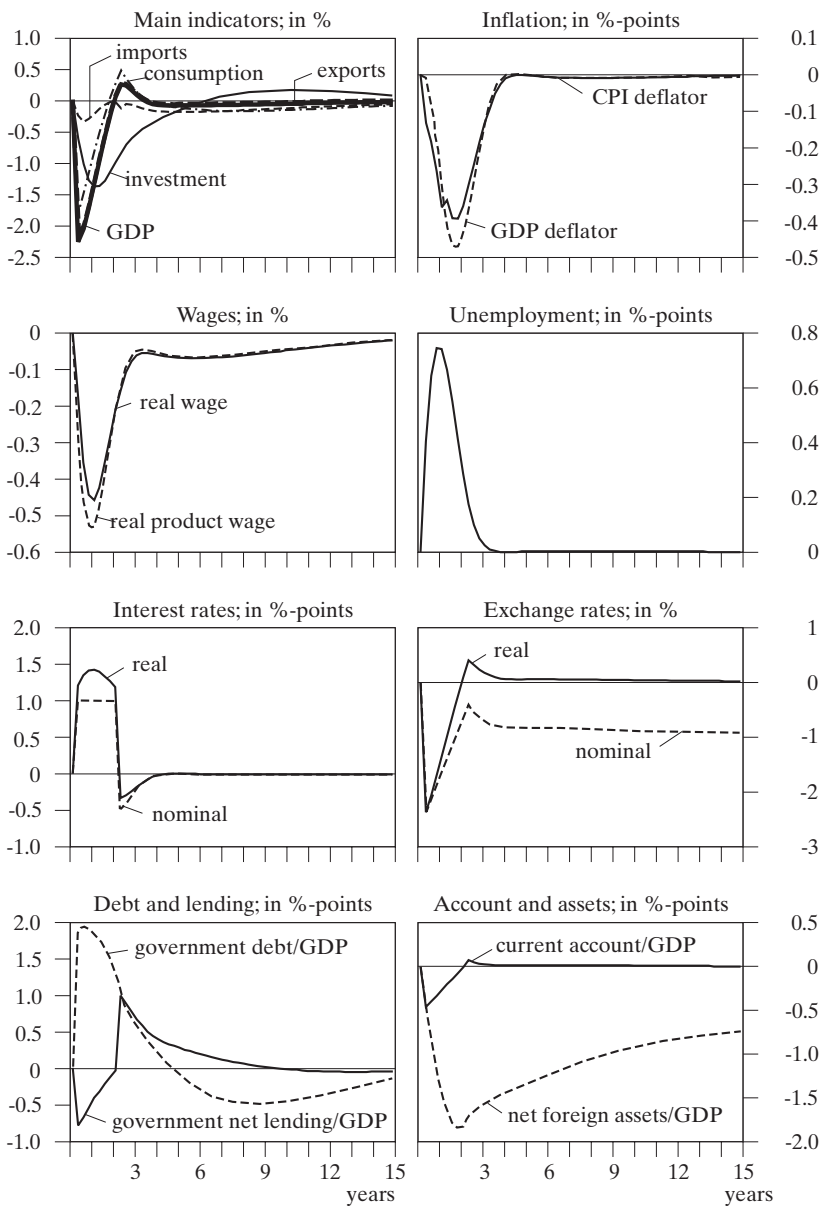 Main indicators; in %
Inflation; in %-points
1.0
0.5
0
-0.5
-1.0
-1.5
-2.0
-2.5
imports
consumption
exports
investment
GDP
0.1
0
-0.1
-0.2
-0.3
-0.4
-0.5
CPI deflator
GDP deflator
Wages; in %
Unemployment; in %-points
0
-0.1
-0.2
-0.3
-0.4
-0.5
-0.6
real wage
real product wage
0.8
0.6
0.4
0.2
0
Interest rates; in %-points
Exchange rates; in %
2.0
1.5
1.0
0.5
0
-0.5
-1.0
real
nominal
1
0
-1
-2
-3
real
nominal
Debt and lending; in %-points
Account and assets; in %-points
2.0
1.5
1.0
0.5
0
-0.5
-1.0
government debt/GDP
government net lending/GDP
0.5
0
-0.5
-1.0
-1.5
-2.0
current account/GDP
net foreign assets/GDP
3 6 9 12 15
years
3 6 9 12 15
years